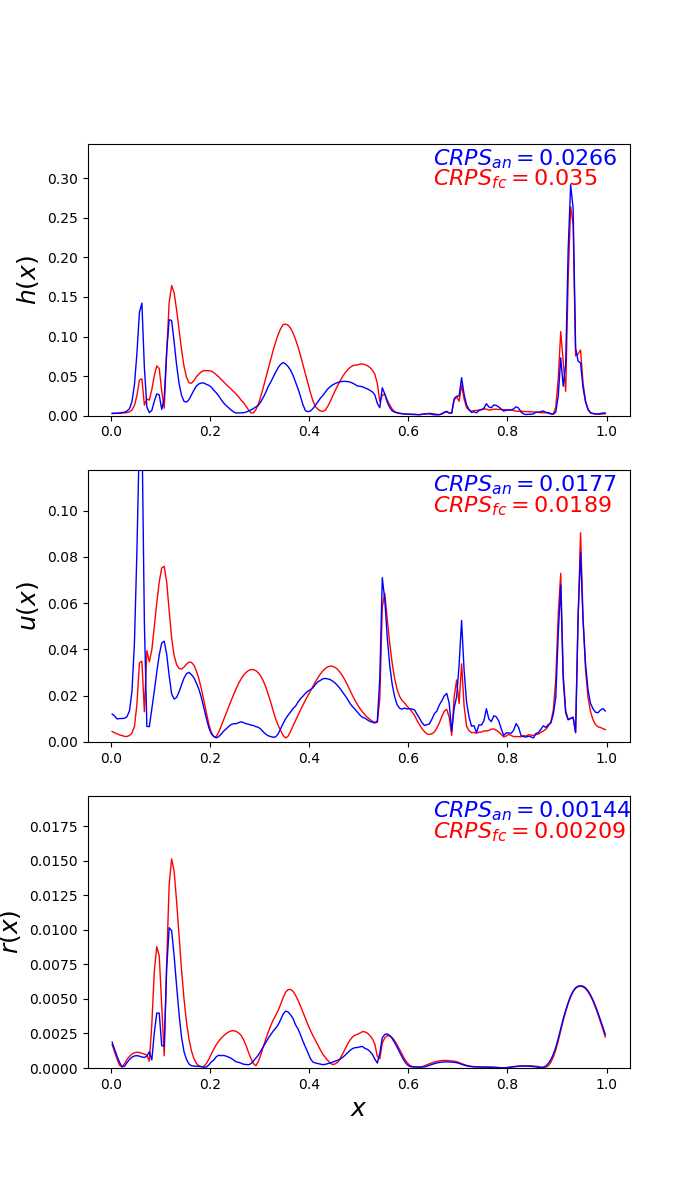 CRPS_an = 0.0266
CRPS_fc = 0.035
0.30
0.25
0.20
0.15
0.10
0.05
0.00
h(x)
0.0 0.2 0.4 0.6 0.8 1.0
CRPS_an = 0.0177
CRPS_fc = 0.0189
0.10
0.08
0.06
0.04
0.02
0.00
u(x)
0.0 0.2 0.4 0.6 0.8 1.0
CRPS_an = 0.00144
CRPS_fc = 0.00209
0.0175
0.0150
0.0125
0.0100
0.0075
0.0050
0.0025
0.0000
r(x)
0.0 0.2 0.4 0.6 0.8 1.0
x